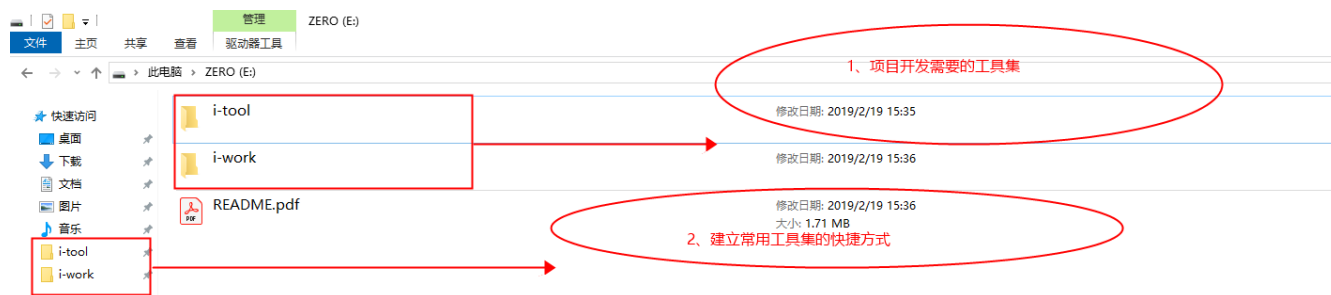 管理
ZERO (E:)
文件
主页
共享
查看
驱动器工具
此电脑 › ZERO (E:)
1、项目开发需要的工具集
快速访问
桌面
下载
文档
图片
音乐
i-tool
i-work
i-tool
修改日期: 2019/2/19 15:35
i-work
修改日期: 2019/2/19 15:36
README.pdf
PDF
修改日期: 2019/2/19 15:36
大小: 1.71 MB
2、建立常用工具集的快捷方式